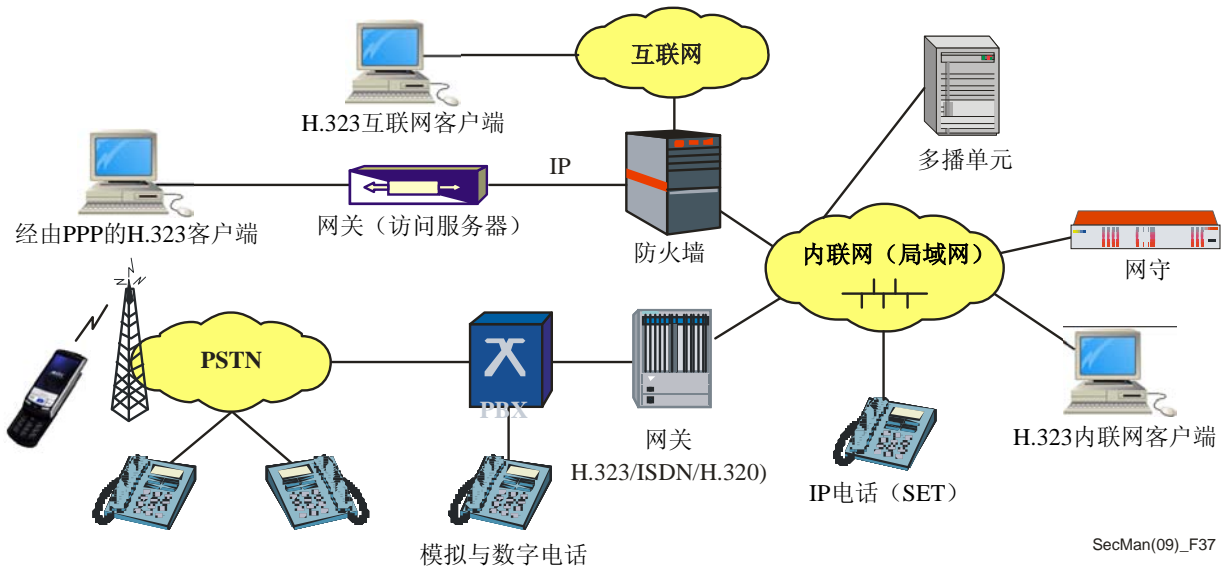 互联网
H.323互联网客户端
多播单元
IP
经由PPP的H.323客户端
网关（访问服务器）
防火墙
内联网（局域网）
网守
PSTN
PBX
网关
H.323/ISDN/H.320)
H.323内联网客户端
IP电话（SET）
模拟与数字电话
SecMan(09)_F37